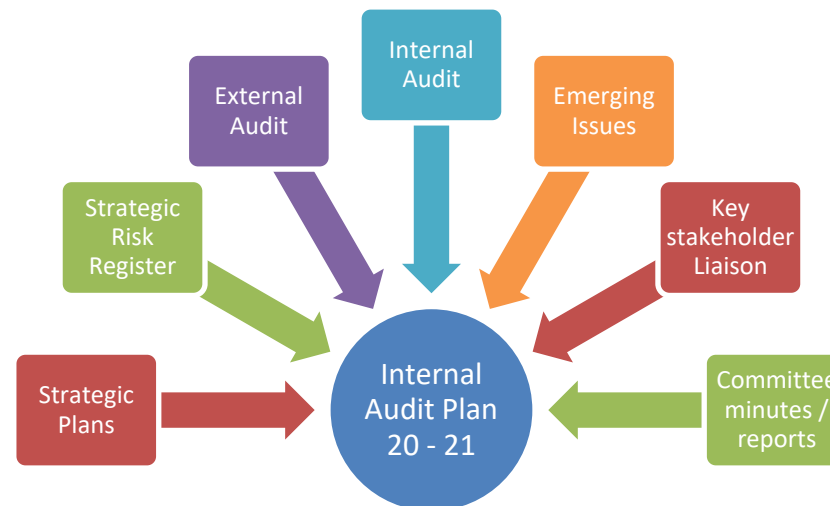 Internal
Audit
External
Audit
Emerging
Issues
Strategic
Risk
Register
Key
stakeholder
Liaison
Strategic
Plans
Internal
Audit Plan
20 - 21
Committee
minutes /
reports